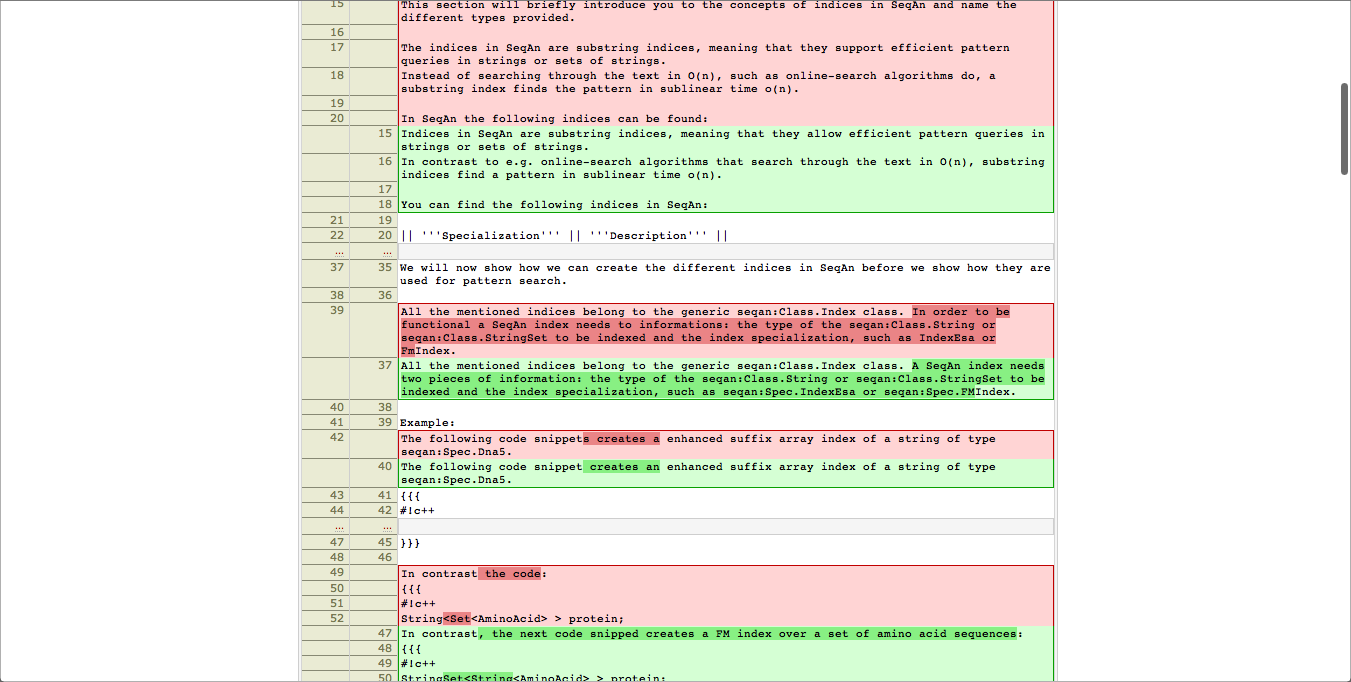 15 This section will briefly introduce you to the concepts of indices in SeqAn and name the
different types provided.
16
17 The indices in SeqAn are substring indices, meaning that they support efficient pattern
queries in strings or sets of strings.
18 Instead of searching through the text in O(n), such as online-search algorithms do, a
substring index finds the pattern in sublinear time o(n).
19
20 In SeqAn the following indices can be found:
15 Indices in SeqAn are substring indices, meaning that they allow efficient pattern queries in
strings or sets of strings.
16 In contrast to e.g. online-search algorithms that search through the text in O(n), substring
indices find a pattern in sublinear time o(n).
17
18 You can find the following indices in SeqAn:
21 19
22 20 || '''Specialization''' || '''Description''' ||
... ...
37 35 We will now show how we can create the different indices in SeqAn before we show how they are
used for pattern search.
38 36
39 All the mentioned indices belong to the generic seqan:Class.Index class. In order to be
functional a SeqAn index needs to informations: the type of the seqan:Class.String or
seqan:Class.StringSet to be indexed and the index specialization, such as IndexEsa or
FmIndex.
37 All the mentioned indices belong to the generic seqan:Class.Index class. A SeqAn index needs
two pieces of information: the type of the seqan:Class.String or seqan:Class.StringSet to be
indexed and the index specialization, such as seqan:Spec.IndexEsa or seqan:Spec.FMIndex.
40 38
41 39 Example:
42 The following code snippets creates a enhanced suffix array index of a string of type
seqan:Spec.Dna5.
40 The following code snippet creates an enhanced suffix array index of a string of type
seqan:Spec.Dna5.
43 41 {{{
44 42 #!c++
... ...
47 45 }}}
48 46
49 In contrast the code:
50 {{{
51 #!c++
52 String<Set<AminoAcid> > protein;
47 In contrast, the next code snipped creates a FM index over a set of amino acid sequences:
48 {{{
49 #!c++
50 StringSet<String<AminoAcid> > protein;